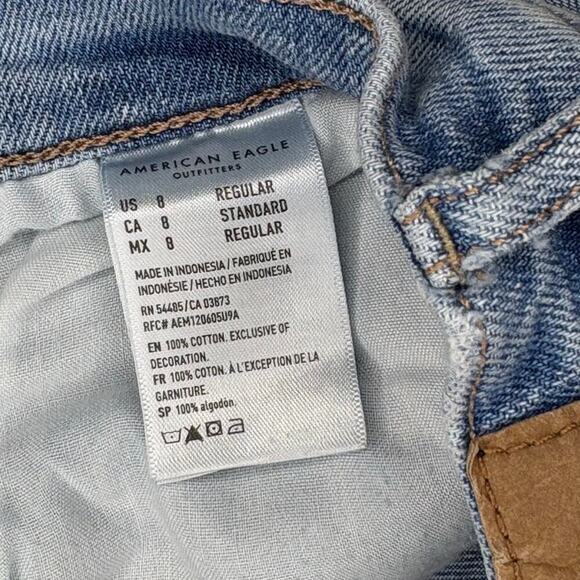 AMERICAN EAGLE
OUTFITTERS
US 8 REGULAR
CA 8 STANDARD
MX 8 REGULAR
MADE IN INDONESIA / FABRIQUÉ EN
INDONÉSIE / HECHO EN INDONESIA
RN 54485/CA 03873
RFC# AEM120605U9A
EN 100% COTTON. EXCLUSIVE OF
DECORATION.
FR 100% COTON. À L'EXCEPTION DE LA
GARNITURE.
SP 100% algodón.